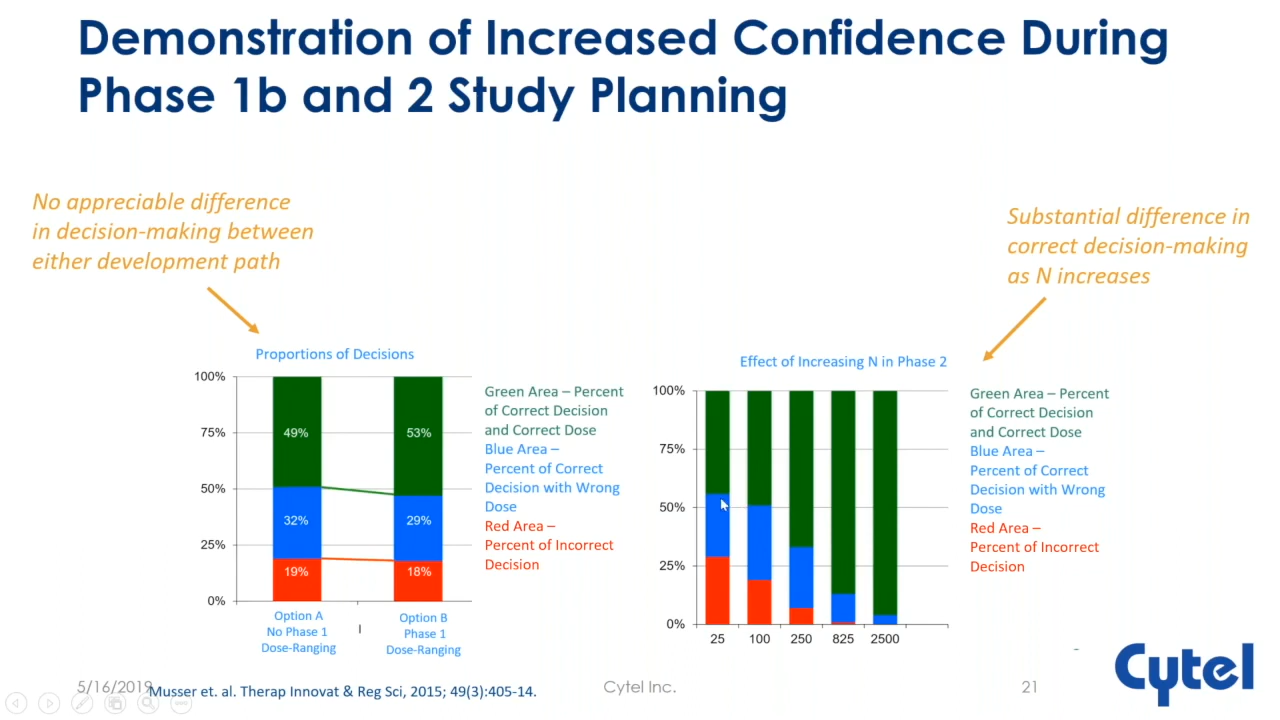 Demonstration of Increased Confidence During
Phase 1b and 2 Study Planning
No appreciable difference
in decision-making between
either development path
Substantial difference in
correct decision-making
as N increases
Proportions of Decisions
100%
75%
50%
25%
0%
49%
32%
19%
53%
29%
18%
Option A
No Phase 1
Dose-Ranging
Option B
Phase 1
Dose-Ranging
Green Area – Percent
of Correct Decision
and Correct Dose
Blue Area –
Percent of Correct
Decision with Wrong
Dose
Red Area –
Percent of Incorrect
Decision
Effect of Increasing N in Phase 2
100%
75%
50%
25%
0%
25
100
250
825
2500
Green Area – Percent
of Correct Decision
and Correct Dose
Blue Area –
Percent of Correct
Decision with Wrong
Dose
Red Area –
Percent of Incorrect
Decision
5/16/2019
Musser et. al. Therap Innovat & Reg Sci, 2015; 49(3):405-14.
Cytel Inc.
21
Cytel